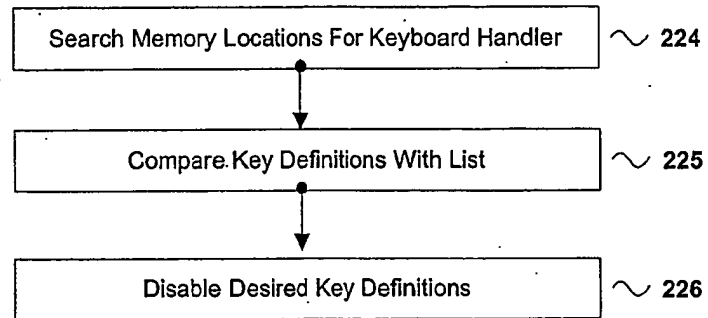 Search Memory Locations For Keyboard Handler 224
Compare Key Definitions With List 225
Disable Desired Key Definitions 226